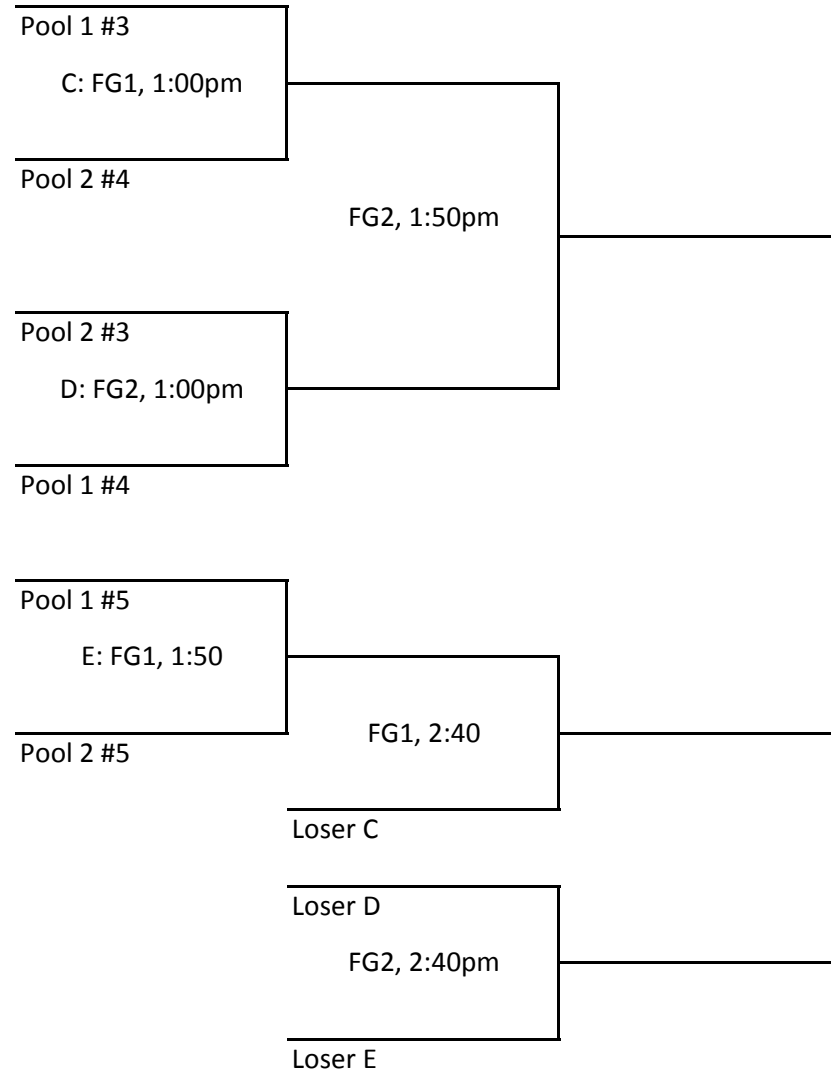 Pool 1 #3
C: FG1, 1:00pm
Pool 2 #4
FG2, 1:50pm
Pool 2 #3
D: FG2, 1:00pm
Pool 1 #4
Pool 1 #5
E: FG1, 1:50
FG1, 2:40
Pool 2 #5
Loser C
Loser D
FG2, 2:40pm
Loser E